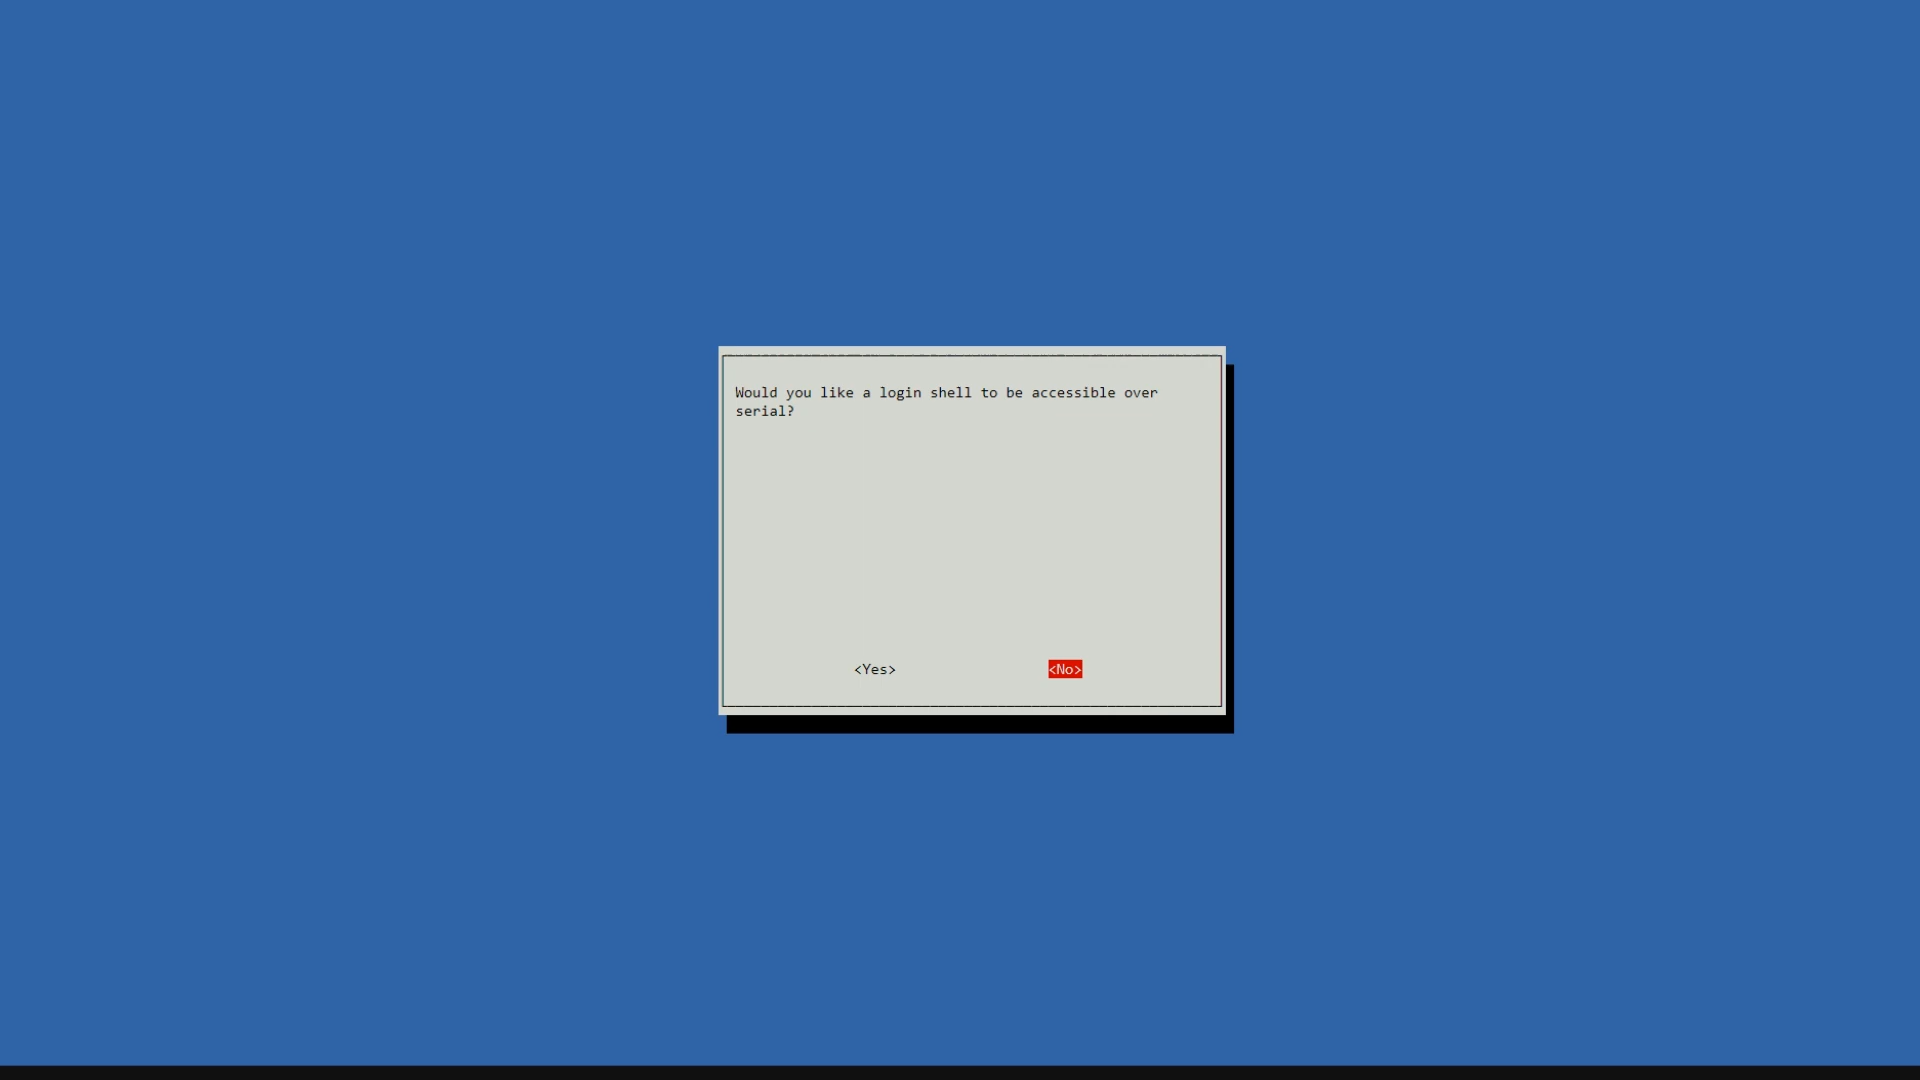 Would you like a login shell to be accessible over
serial?
<Yes> <No>